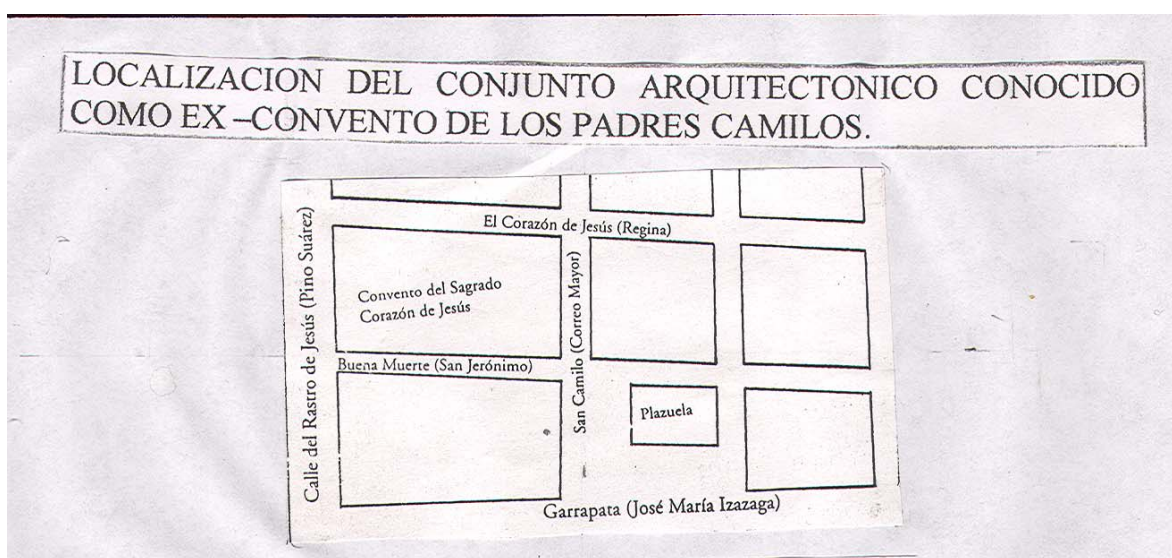 LOCALIZACION DEL CONJUNTO ARQUITECTONICO CONOCIDO
COMO EX –CONVENTO DE LOS PADRES CAMILOS.
El Corazón de Jesús (Regina)
Calle del Rastro de Jesús (Pino Suárez)
Convento del Sagrado
Corazón de Jesús
San Camilo (Correo Mayor)
Buena Muerte (San Jerónimo)
Plazuela
Garrapata (José María Izazaga)